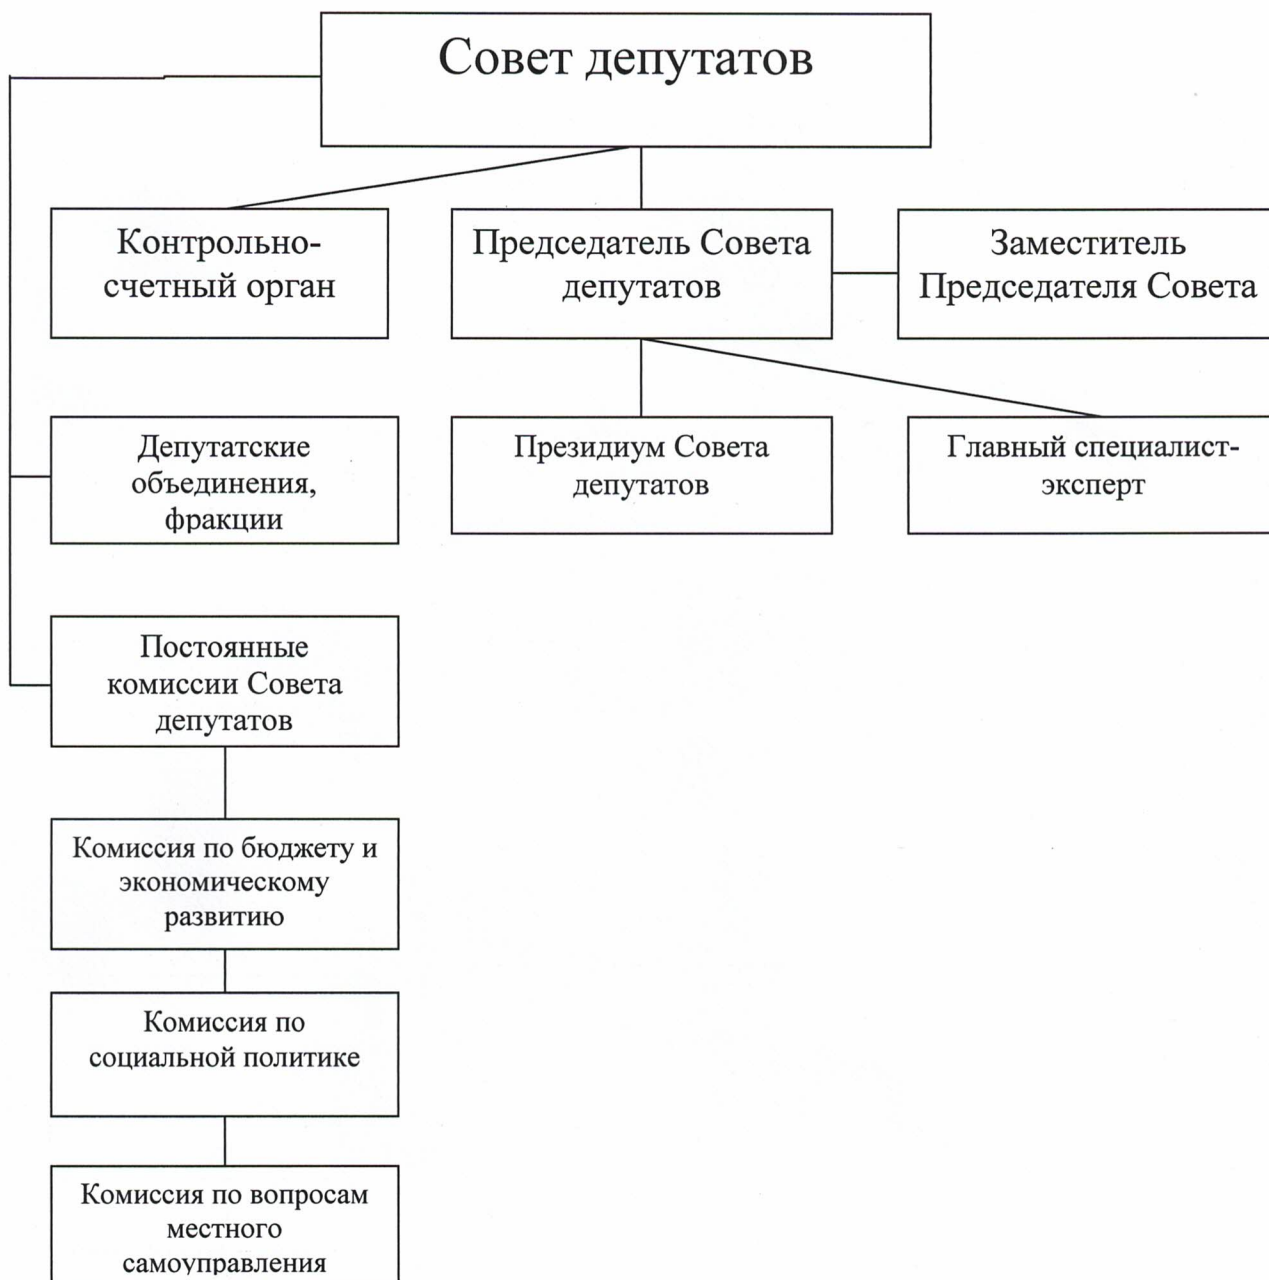 Совет депутатов
Контрольно-
счетный орган
Председатель Совета
депутатов
Заместитель
Председателя Совета
Депутатские
объединения,
фракции
Президиум Совета
депутатов
Главный специалист-
эксперт
Постоянные
комиссии Совета
депутатов
Комиссия по бюджету и
экономическому
развитию
Комиссия по
социальной политике
Комиссия по вопросам
местного
самоуправления